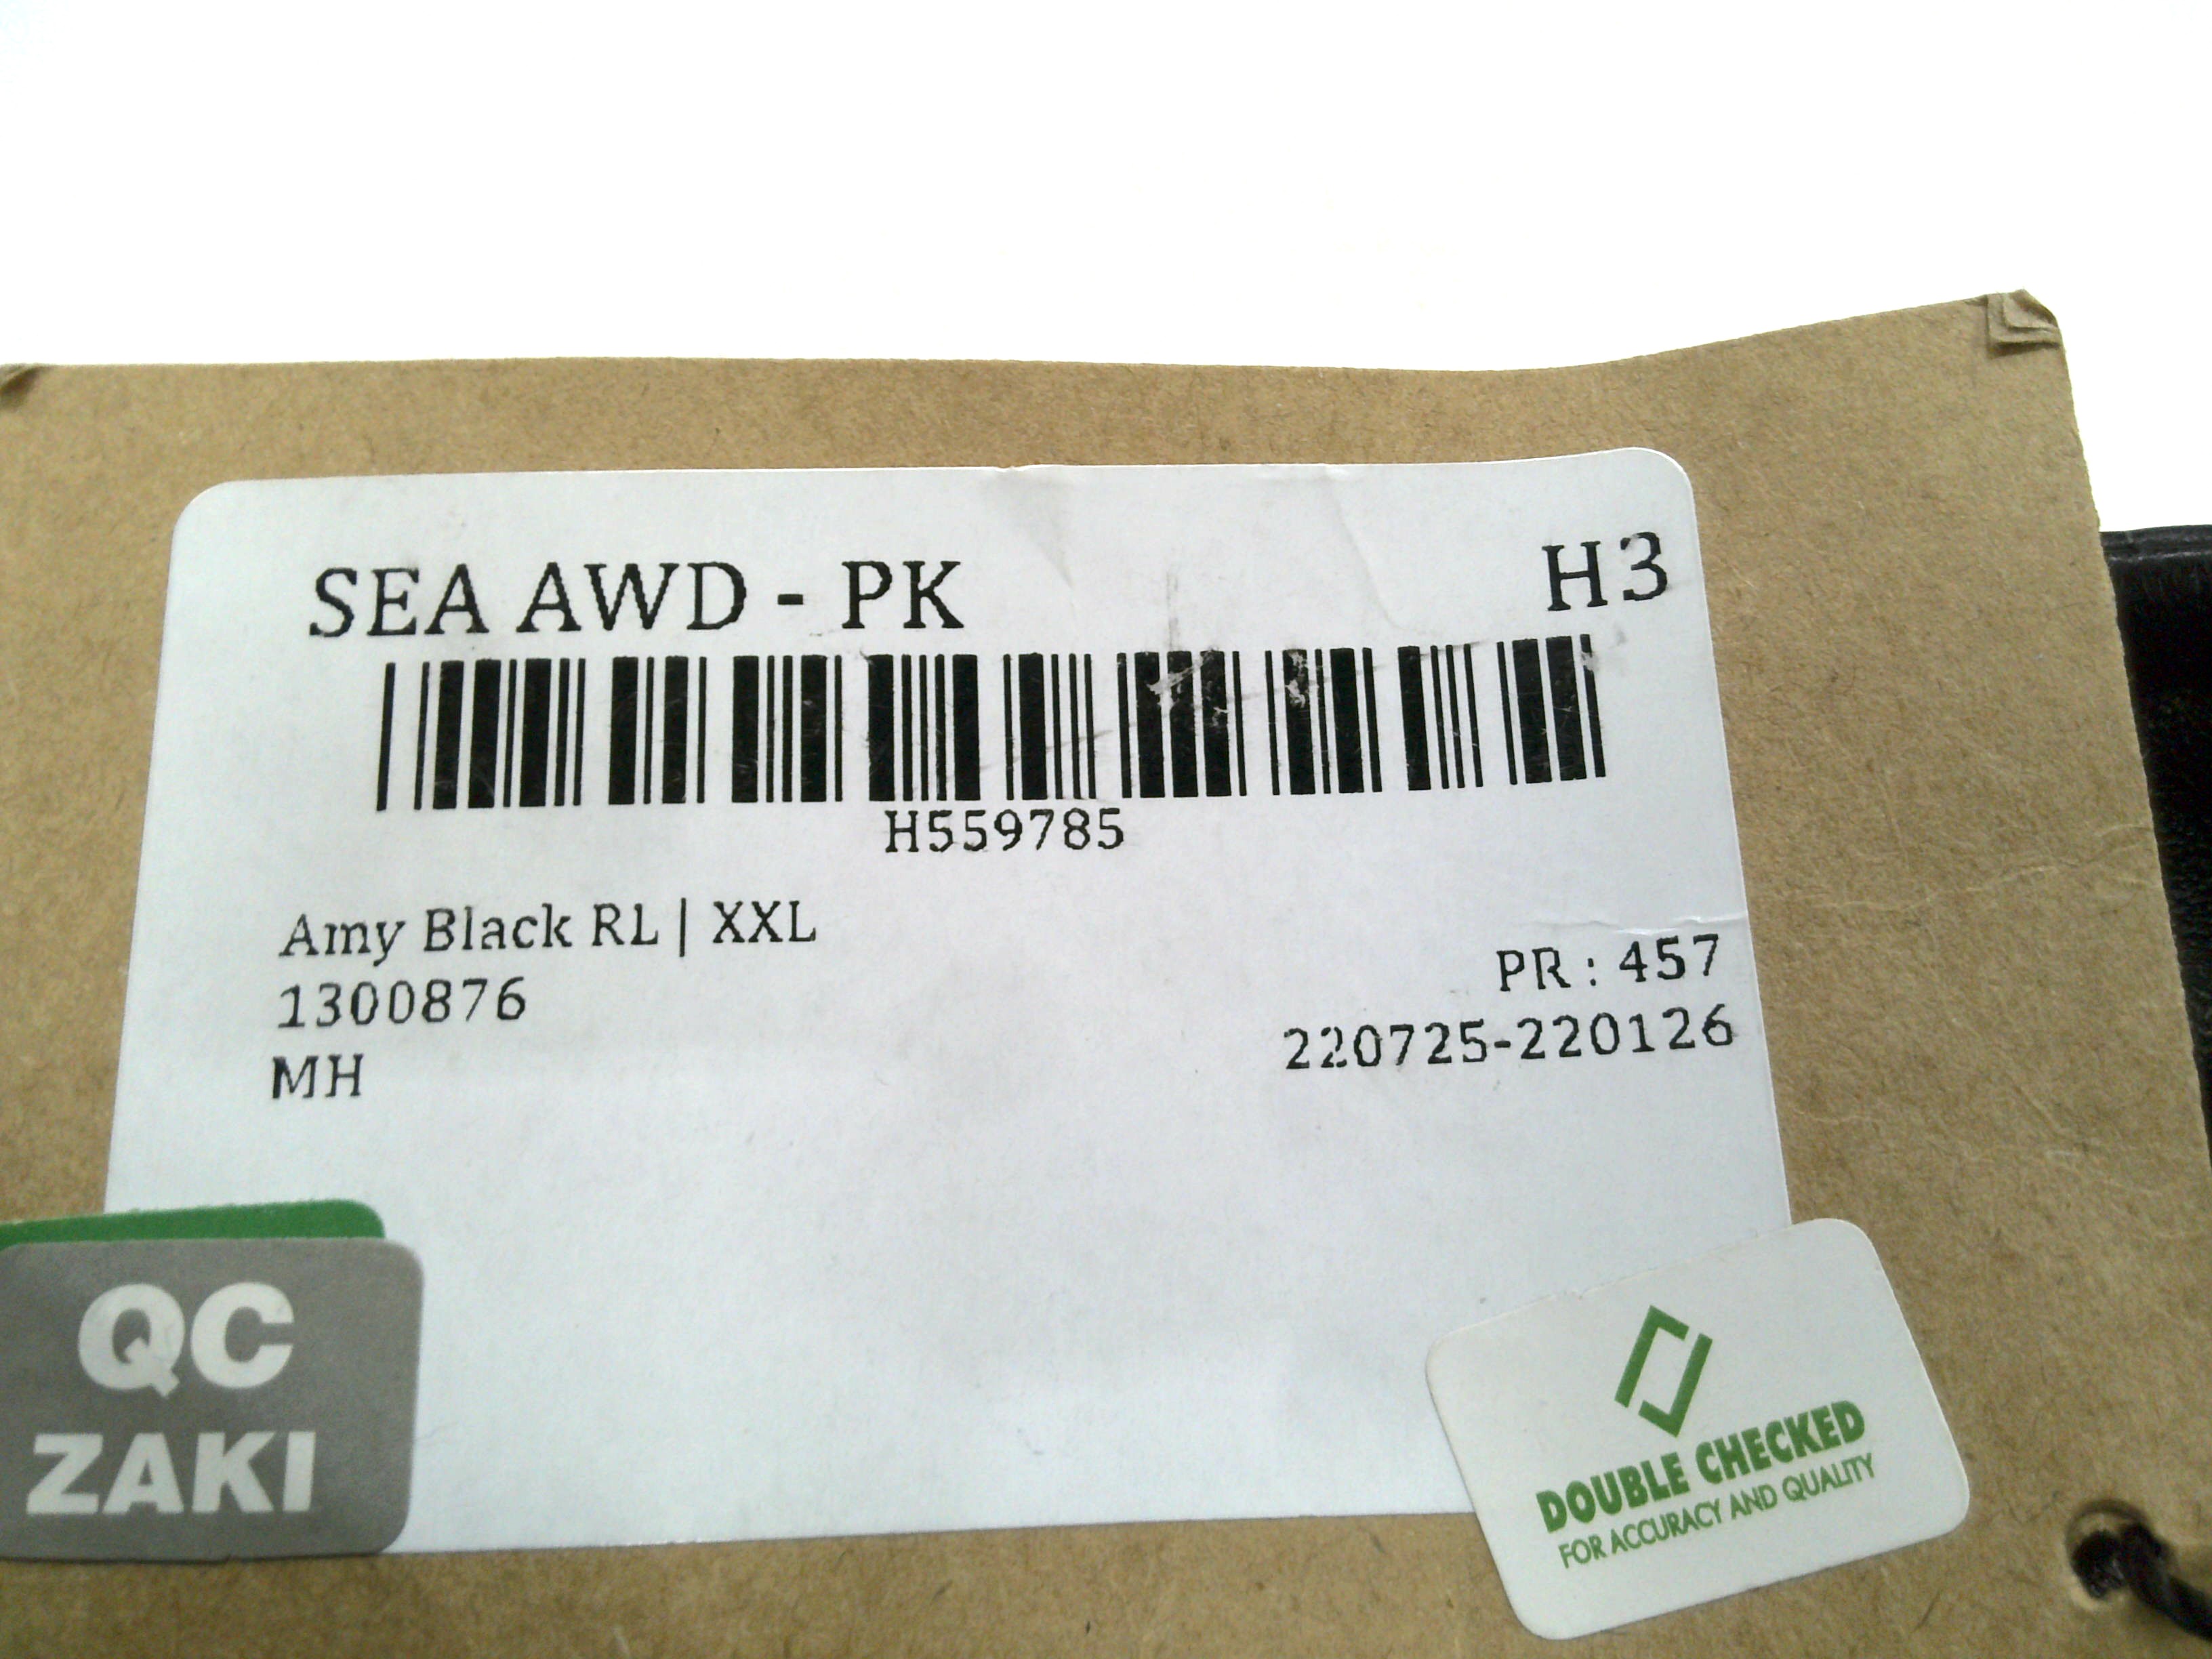 SEA AWD - PK
H3
H559785
Amy Black RL | XXL
1300876
MH
PR : 457
220725-220126
QC
ZAKI
DOUBLE CHECKED
FOR ACCURACY AND QUALITY